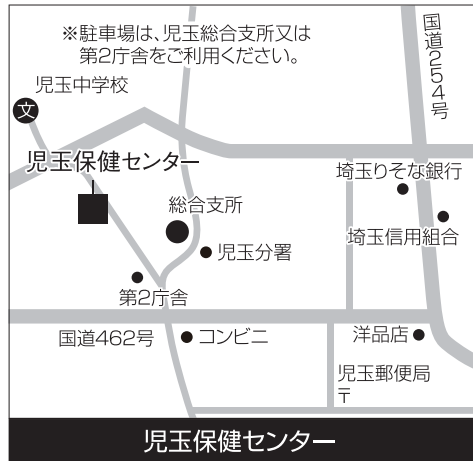 ※駐車場は、児玉総合支所又は
第2庁舎をご利用ください。
国道254号
児玉中学校
文
児玉保健センター
埼玉りそな銀行
総合支所
埼玉信用組合
児玉分署
第2庁舎
国道462号
コンビニ
洋品店
児玉郵便局
〒
児玉保健センター